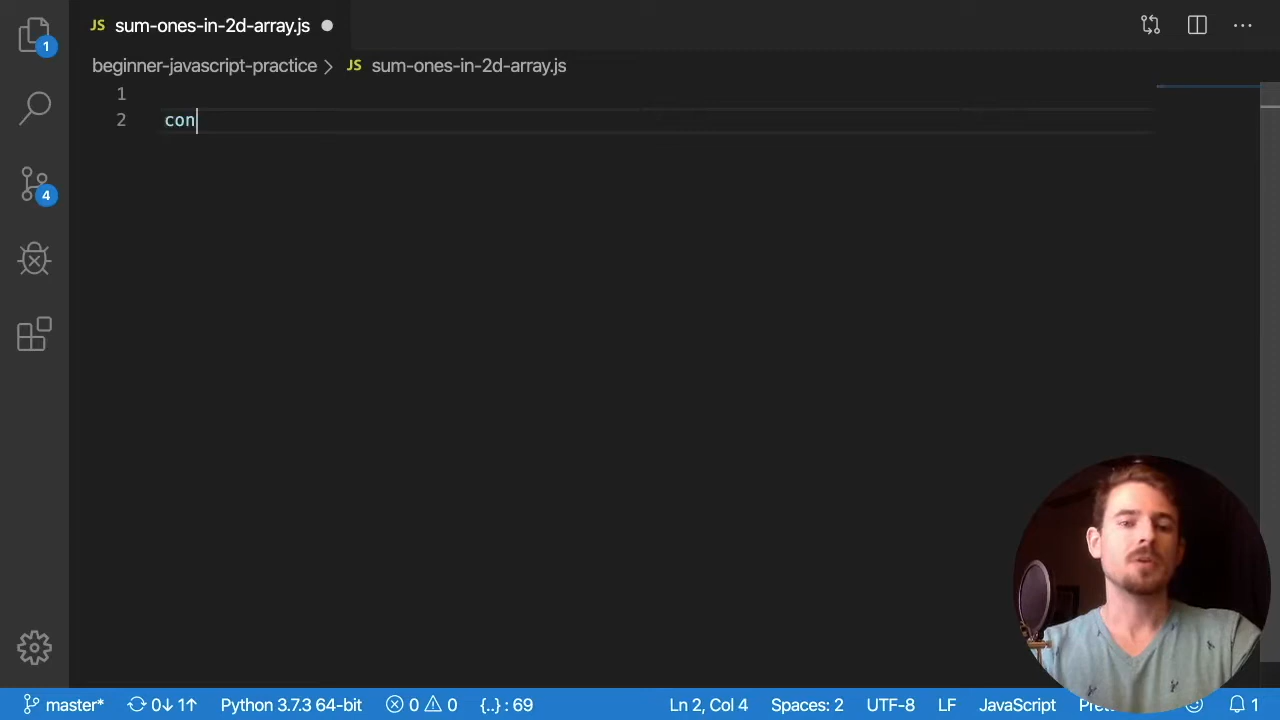 JS sum-ones-in-2d-array.js
1
beginner-javascript-practice > JS sum-ones-in-2d-array.js
1
2 con
4
master* 0↓ 1↑ Python 3.7.3 64-bit 0 0 {..} : 69 Ln 2, Col 4 Spaces: 2 UTF-8 LF JavaScript 1